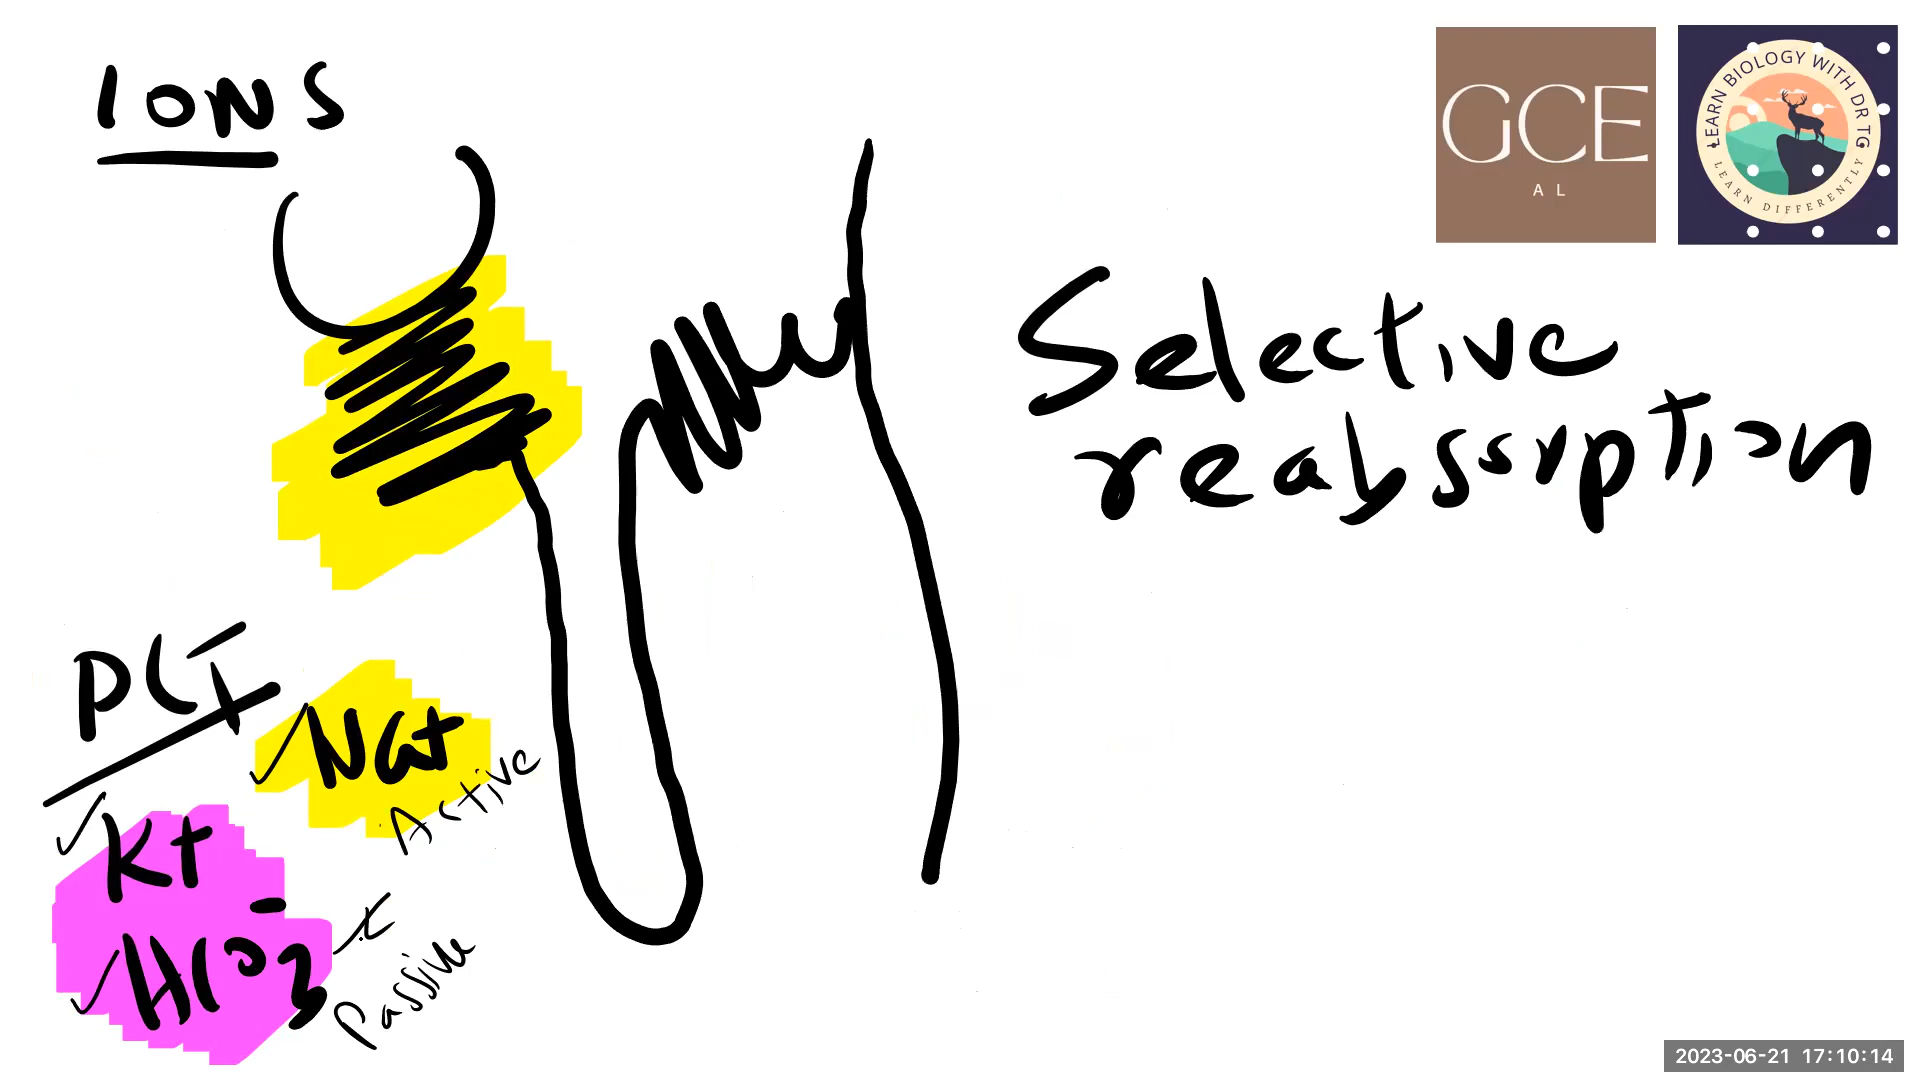 IONS
GCE
AL
LEARN BIOLOGY WITH DR TG
LEARN DIFFERENTLY
Selective
reabsorption
PCT
Na+
Active
K+
HCO3-
Passive
2023-06-21 17:10:14